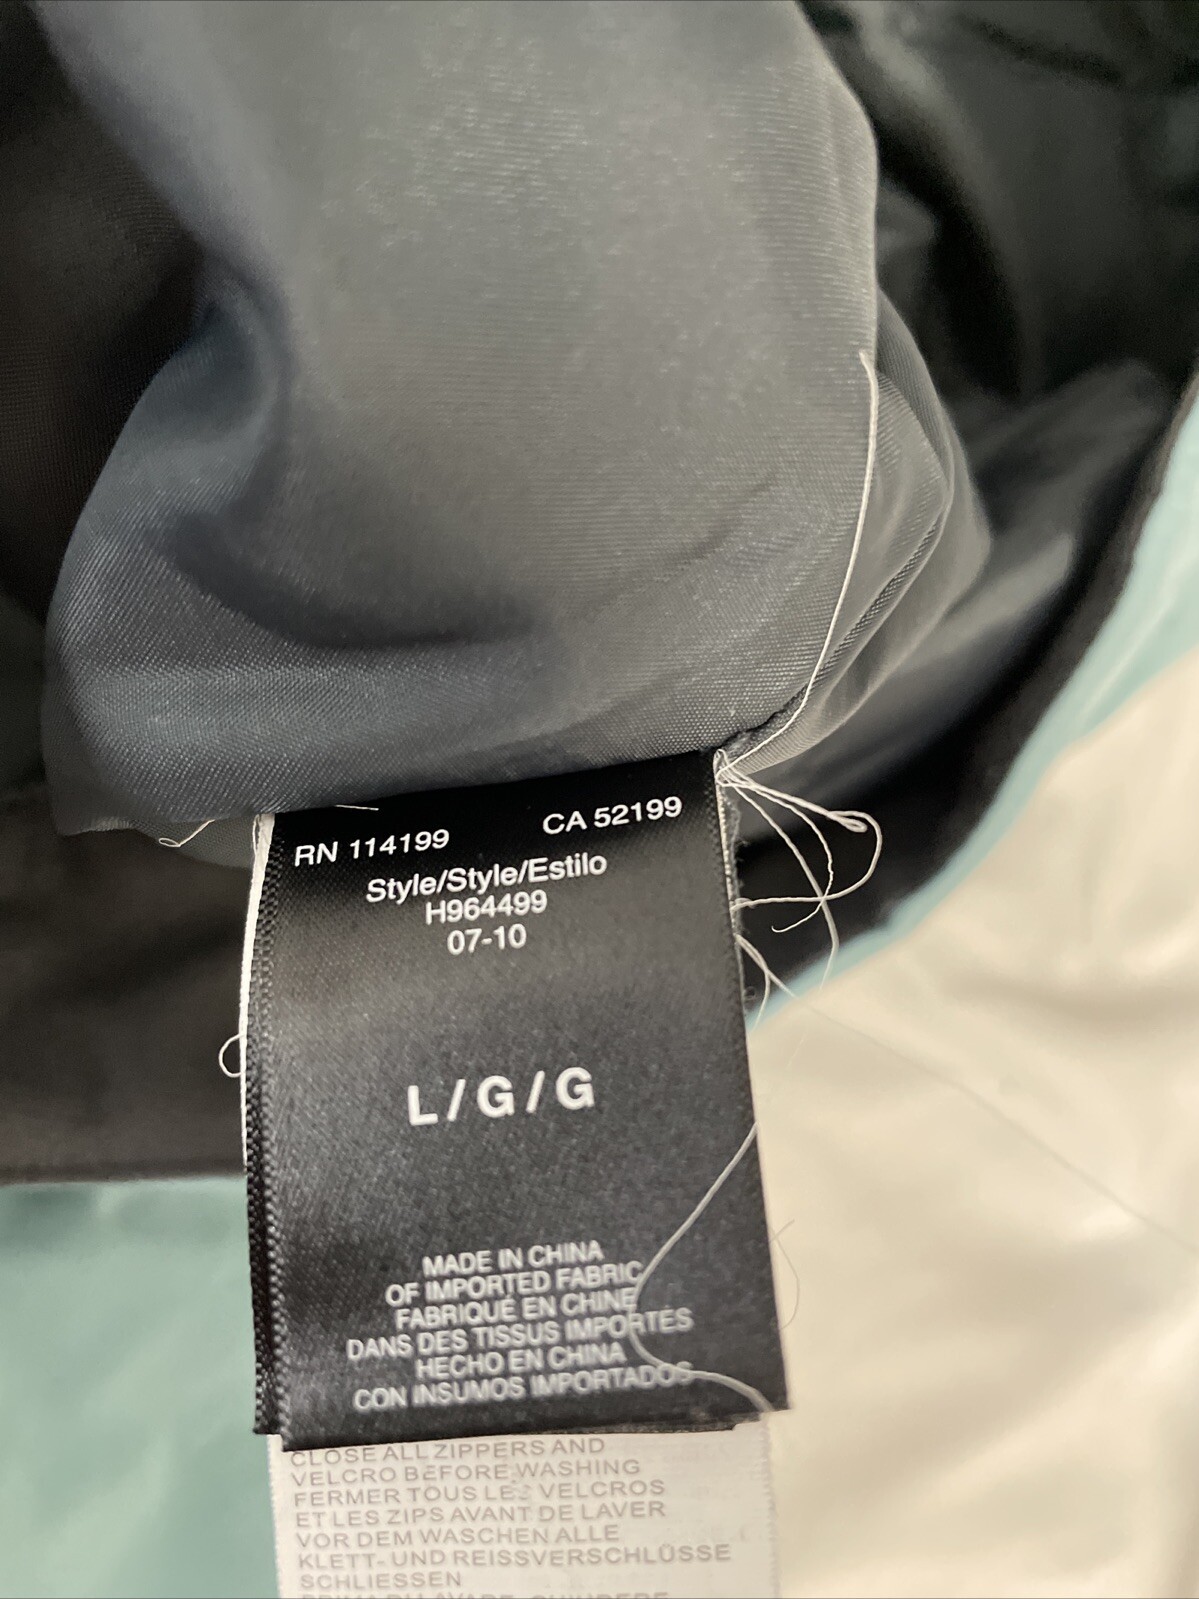 RN 114199 CA 52199
Style/Style/Estilo
H964499
07-10
L/G/G
MADE IN CHINA
OF IMPORTED FABRIC
FABRIQUÉ EN CHINE
DANS DES TISSUS IMPORTÉS
HECHO EN CHINA
CON INSUMOS IMPORTADOS
CLOSE ALL ZIPPERS AND
VELCRO BEFORE WASHING
FERMER TOUS LES VELCROS
ET LES ZIPS AVANT DE LAVER
VOR DEM WASCHEN ALLE
KLETT- UND REISSVERSCHLÜSSE
SCHLIESSEN